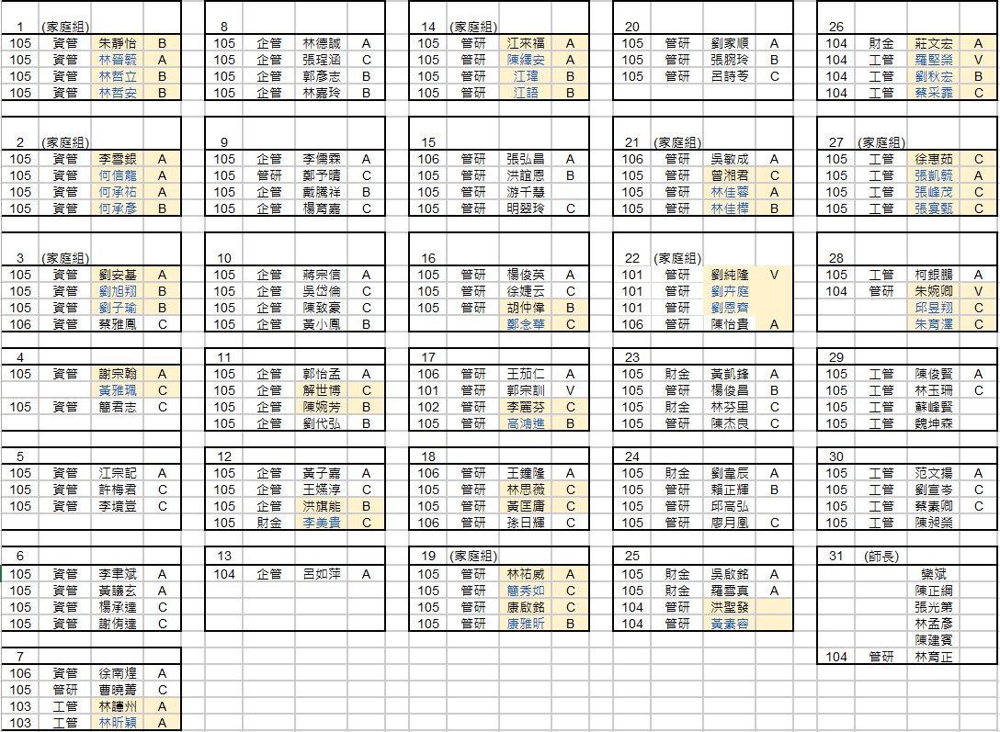 1 (家庭組)
105 資管 朱靜怡 B
105 資管 林晉毓 A
105 資管 林哲立 B
105 資管 林哲安 B
2 (家庭組)
105 資管 李雪銀 A
105 資管 何信龍 A
105 資管 何承祐 A
105 資管 何承彥 B
3 (家庭組)
105 資管 劉安基 A
105 資管 劉旭翔 B
105 資管 劉子瑜 B
106 資管 蔡雅鳳 C
4
105 資管 謝宗翰 A
黃雅珮 C
105 資管 簡君志 C
5
105 資管 江宗記 A
105 資管 許梅君 C
105 資管 李境豈 C
6
105 資管 李聿斌 A
105 資管 黃議玄 A
105 資管 楊承達 C
105 資管 謝侑達 C
7
106 資管 徐南煌 A
105 管研 曹曉菁 C
103 工管 林讌州 A
103 工管 林昕穎 A
8
105 企管 林德誠 A
105 企管 張珵涵 C
105 企管 郭彥志 B
105 企管 林嘉玲 B
9
105 企管 李儒霖 A
105 管研 鄭予晴 C
105 企管 戴騰祥 B
105 企管 楊育嘉 C
10
105 企管 蔣宗信 A
105 企管 吳岱倫 C
105 企管 陳致豪 C
105 企管 黃小鳳 B
11
105 企管 郭怡孟 A
105 企管 解世博 C
105 企管 陳婉芳 B
105 企管 劉代弘 B
12
105 企管 黃子嘉 A
105 企管 王嬿淳 C
105 企管 洪旗能 B
105 財金 李美貴 C
13
104 企管 呂如萍 A
14 (家庭組)
105 管研 江來福 A
105 管研 陳繹安 A
105 管研 江瑋 B
105 管研 江語 B
15
106 管研 張弘昌 A
105 管研 洪誼恩 B
105 管研 游千慧
105 管研 明翠玲 C
16
105 管研 楊俊英 A
105 管研 徐婕云 C
105 管研 胡仲偉 B
鄭念華 C
17
106 管研 王茄仁 A
101 管研 郭宗訓 V
102 管研 李麗芬 C
105 管研 高鴻進 B
18
106 管研 王鐘隆 A
105 管研 林思薇 C
105 管研 黃匡庸 C
106 管研 孫日輝 C
19 (家庭組)
105 管研 林祐威 A
105 管研 簡秀如 C
105 管研 康啟銘 C
105 管研 康雅昕 B
20
105 管研 劉家順 A
105 管研 張腕玲 B
105 管研 呂詩苓 C
21 (家庭組)
106 管研 吳敏成 A
105 管研 曾湘君 C
105 管研 林佳蓉 A
105 管研 林佳樺 B
22 (家庭組)
101 管研 劉純隆 V
101 管研 劉卉庭
101 管研 劉恩齊
106 管研 陳怡貴 A
23
105 財金 黃凱鋒 A
105 管研 楊俊昌 B
105 財金 林芬里 C
105 管研 陳杰良 C
24
105 財金 劉韋辰 A
105 管研 賴正輝 B
105 管研 邱高弘
105 管研 廖月凰 C
25
105 財金 吳啟銘 A
105 財金 羅雪真 A
104 管研 洪聖發
104 管研 黃素容
26
104 財金 莊文宏 A
104 工管 羅堅榮 V
104 工管 劉秋宏 B
104 工管 蔡采霏 C
27 (家庭組)
105 工管 徐惠茹 C
105 工管 張凱毓 A
105 工管 張峰茂 C
105 工管 張宴甄 C
28
105 工管 柯銀鵬 A
104 管研 朱婉卿 V
邱昱翔 C
朱育澤 C
29
105 工管 陳俊賢 A
105 工管 林玉珊 C
105 工管 蘇峰賢
105 工管 魏坤森
30
105 工管 范文揚 A
105 工管 劉宣岑 C
105 工管 蔡素卿 C
105 工管 陳昶榮
31 (師長)
欒斌
陳正綱
張光第
林孟彥
陳建賓
104 管研 林育正